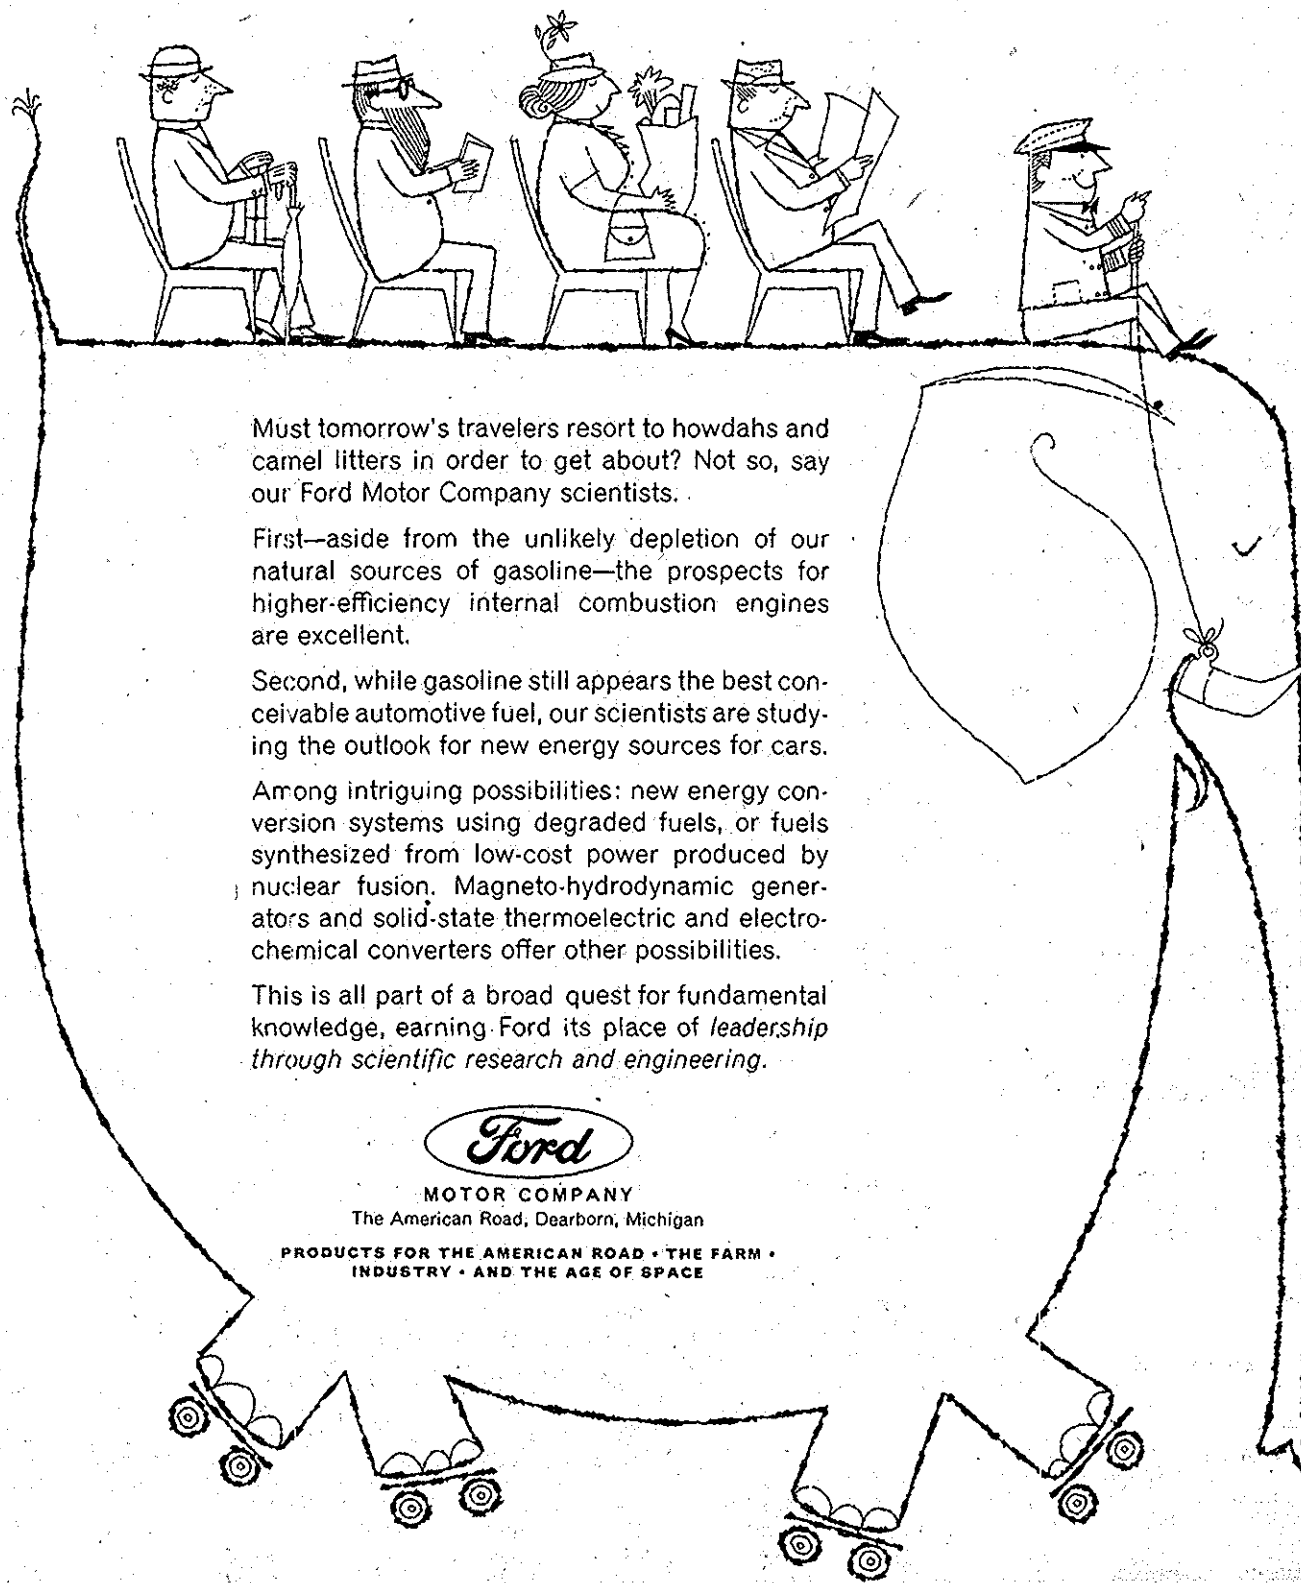 Must tomorrow's travelers resort to howdahs and
camel litters in order to get about? Not so, say
our Ford Motor Company scientists.
First—aside from the unlikely depletion of our
natural sources of gasoline—the prospects for
higher-efficiency internal combustion engines
are excellent.
Second, while gasoline still appears the best con-
ceivable automotive fuel, our scientists are study-
ing the outlook for new energy sources for cars.
Among intriguing possibilities: new energy con-
version systems using degraded fuels, or fuels
synthesized from low-cost power produced by
nuclear fusion. Magneto-hydrodynamic gener-
ators and solid-state thermoelectric and electro-
chemical converters offer other possibilities.
This is all part of a broad quest for fundamental
knowledge, earning Ford its place of leadership
through scientific research and engineering.
Ford
MOTOR COMPANY
The American Road, Dearborn, Michigan
PRODUCTS FOR THE AMERICAN ROAD • THE FARM •
INDUSTRY • AND THE AGE OF SPACE